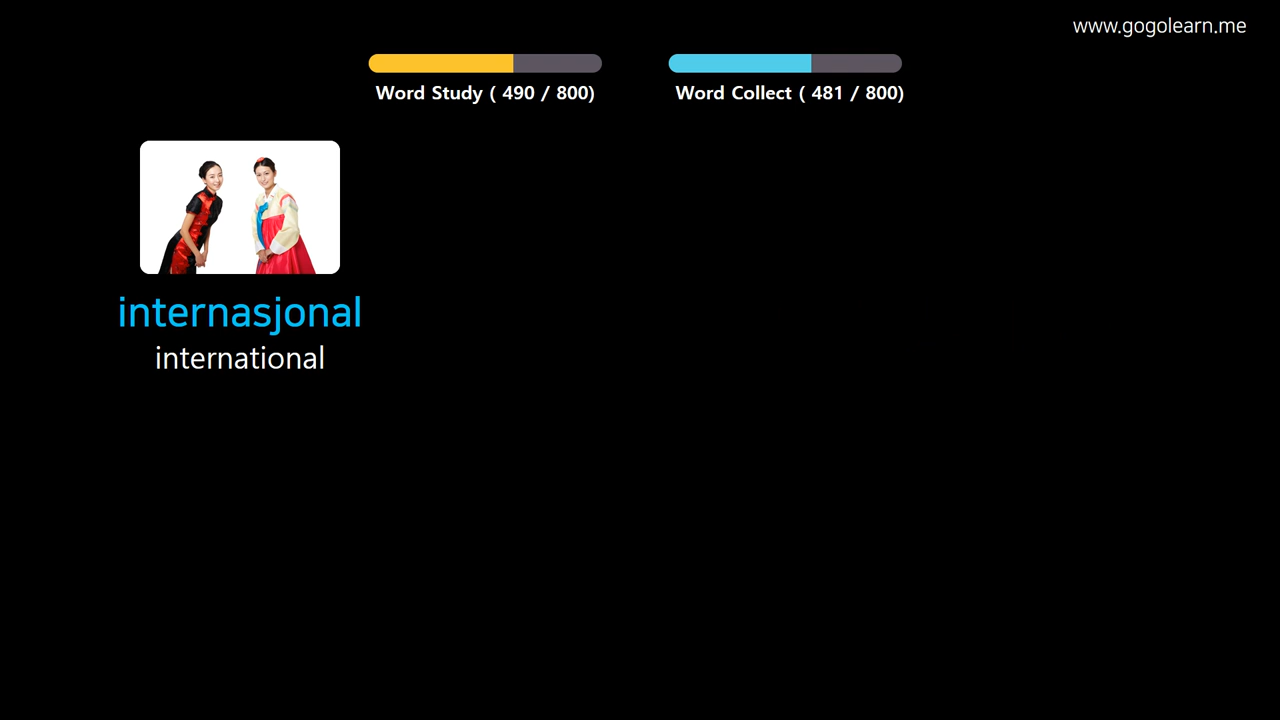 www.gogolearn.me
Word Study ( 490 / 800)
Word Collect ( 481 / 800)
internasjonal
international